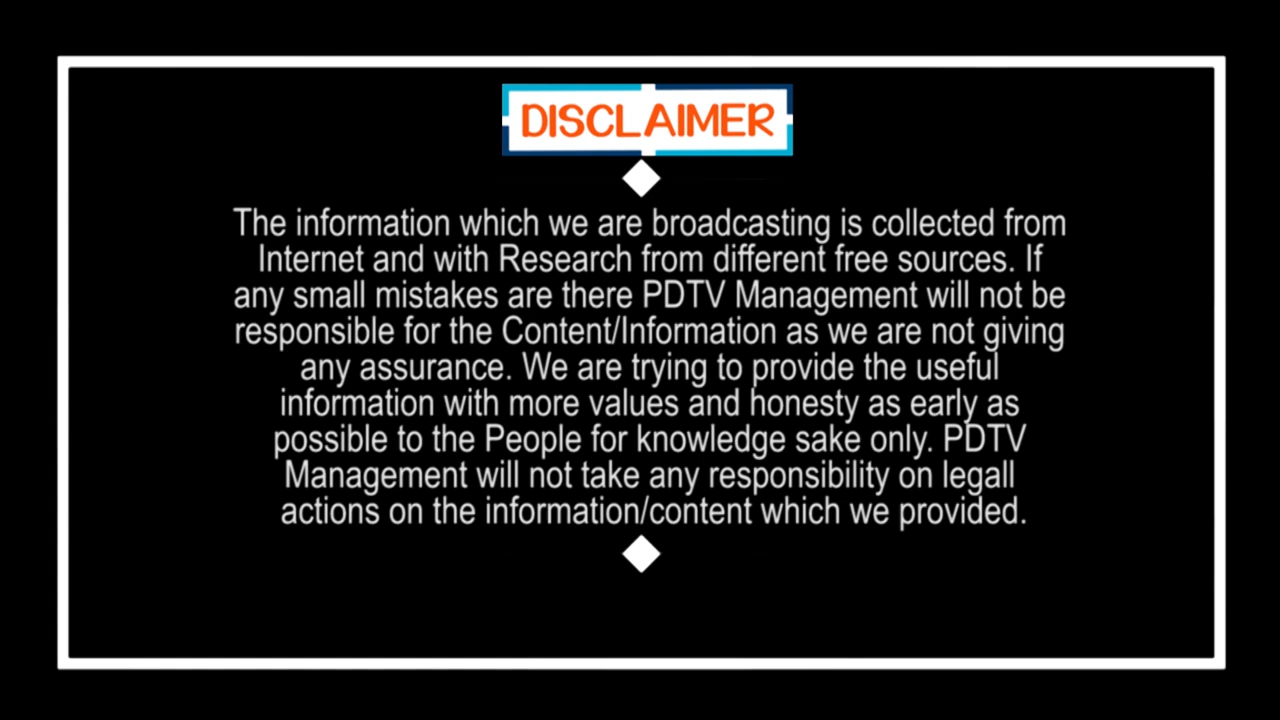 DISCLAIMER
The information which we are broadcasting is collected from
Internet and with Research from different free sources. If
any small mistakes are there PDTV Management will not be
responsible for the Content/Information as we are not giving
any assurance. We are trying to provide the useful
information with more values and honesty as early as
possible to the People for knowledge sake only. PDTV
Management will not take any responsibility on legall
actions on the information/content which we provided.